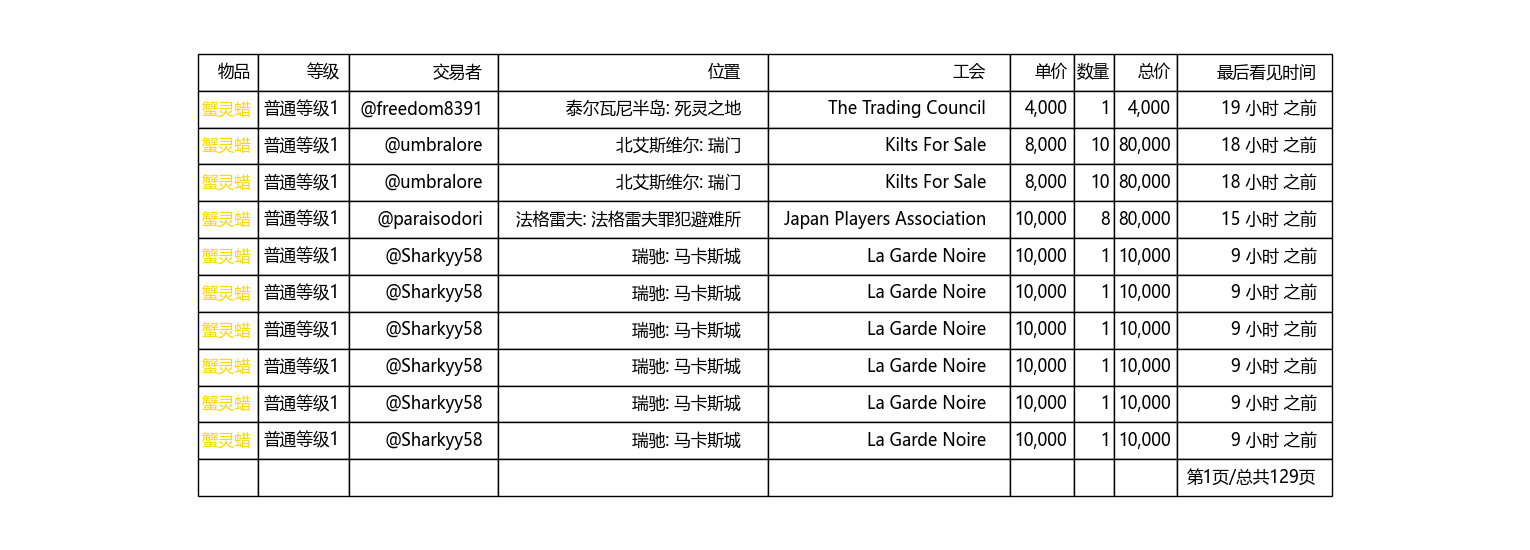 物品 等级 交易者 位置 工会 单价 数量 总价 最后看见时间
蟹灵蜡 普通等级1 @freedom8391 泰尔瓦尼半岛: 死灵之地 The Trading Council 4,000 1 4,000 19 小时 之前
蟹灵蜡 普通等级1 @umbralore 北艾斯维尔: 瑞门 Kilts For Sale 8,000 10 80,000 18 小时 之前
蟹灵蜡 普通等级1 @umbralore 北艾斯维尔: 瑞门 Kilts For Sale 8,000 10 80,000 18 小时 之前
蟹灵蜡 普通等级1 @paraisodori 法格雷夫: 法格雷夫罪犯避难所 Japan Players Association 10,000 8 80,000 15 小时 之前
蟹灵蜡 普通等级1 @Sharkyy58 瑞驰: 马卡斯城 La Garde Noire 10,000 1 10,000 9 小时 之前
蟹灵蜡 普通等级1 @Sharkyy58 瑞驰: 马卡斯城 La Garde Noire 10,000 1 10,000 9 小时 之前
蟹灵蜡 普通等级1 @Sharkyy58 瑞驰: 马卡斯城 La Garde Noire 10,000 1 10,000 9 小时 之前
蟹灵蜡 普通等级1 @Sharkyy58 瑞驰: 马卡斯城 La Garde Noire 10,000 1 10,000 9 小时 之前
蟹灵蜡 普通等级1 @Sharkyy58 瑞驰: 马卡斯城 La Garde Noire 10,000 1 10,000 9 小时 之前
蟹灵蜡 普通等级1 @Sharkyy58 瑞驰: 马卡斯城 La Garde Noire 10,000 1 10,000 9 小时 之前
第1页/总共129页